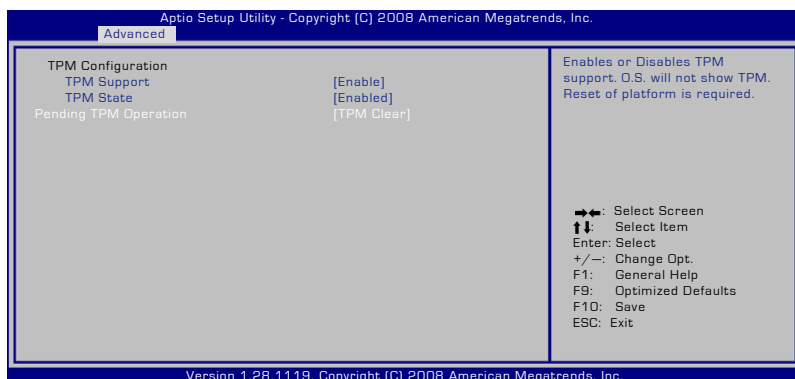 Aptio Setup Utility - Copyright (C) 2008 American Megatrends, Inc.
Advanced
TPM Configuration
TPM Support [Enable]
TPM State [Enabled]
Pending TPM Operation [TPM Clear]
Enables or Disables TPM
support. O.S. will not show TPM.
Reset of platform is required.
→←: Select Screen
↑↓: Select Item
Enter: Select
+/—: Change Opt.
F1: General Help
F9: Optimized Defaults
F10: Save
ESC: Exit
Version 1.28.1119. Copyright (C) 2008 American Megatrends, Inc.